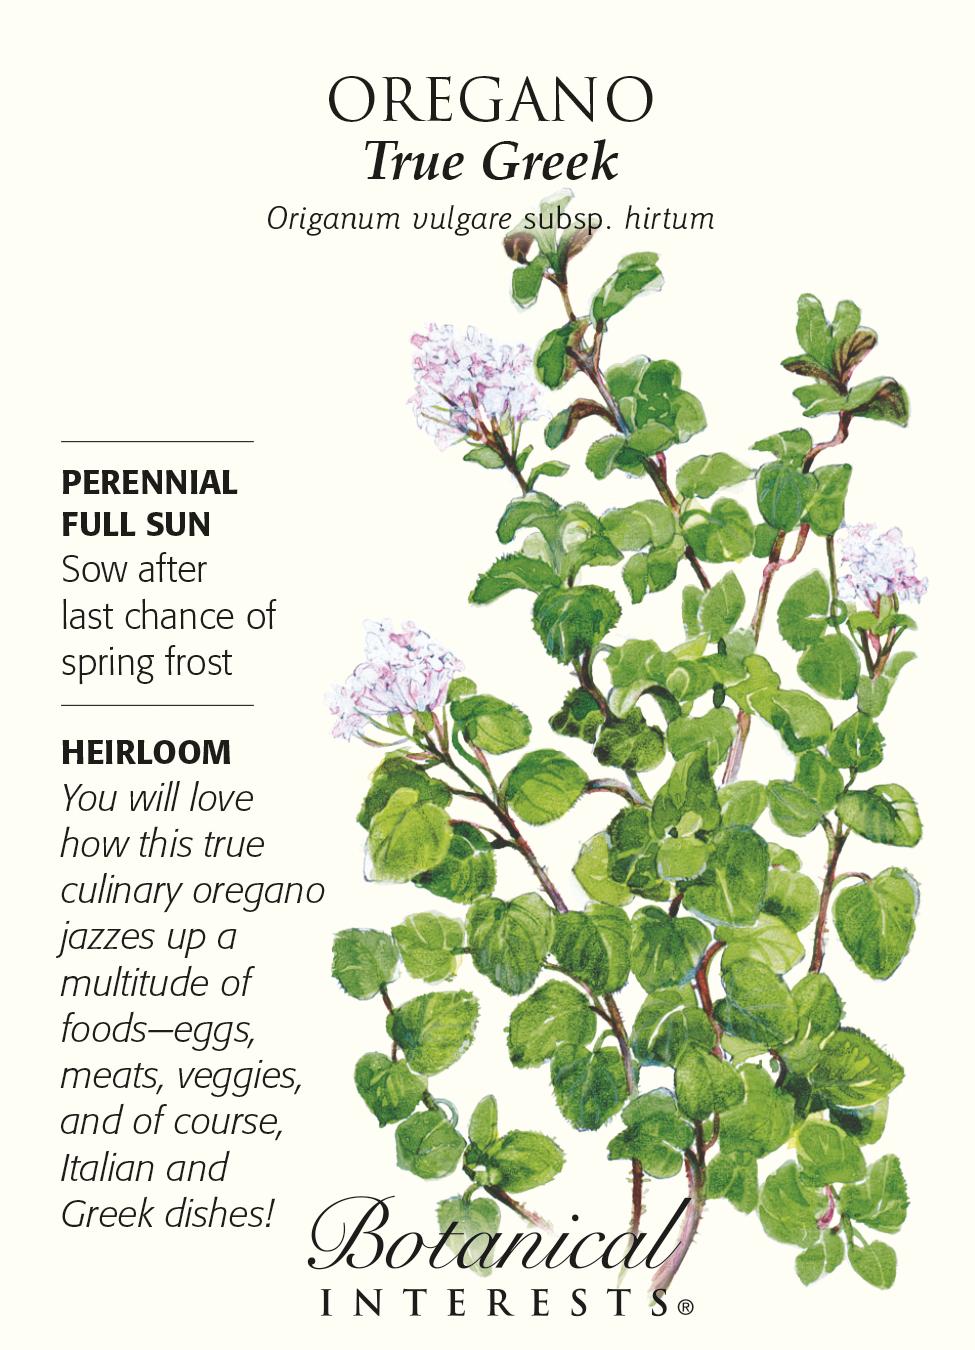 OREGANO
True Greek
Origanum vulgare subsp. hirtum
PERENNIAL
FULL SUN
Sow after
last chance of
spring frost
HEIRLOOM
You will love
how this true
culinary oregano
jazzes up a
multitude of
foods—eggs,
meats, veggies,
and of course,
Italian and
Greek dishes!
Botanical
INTERESTS®